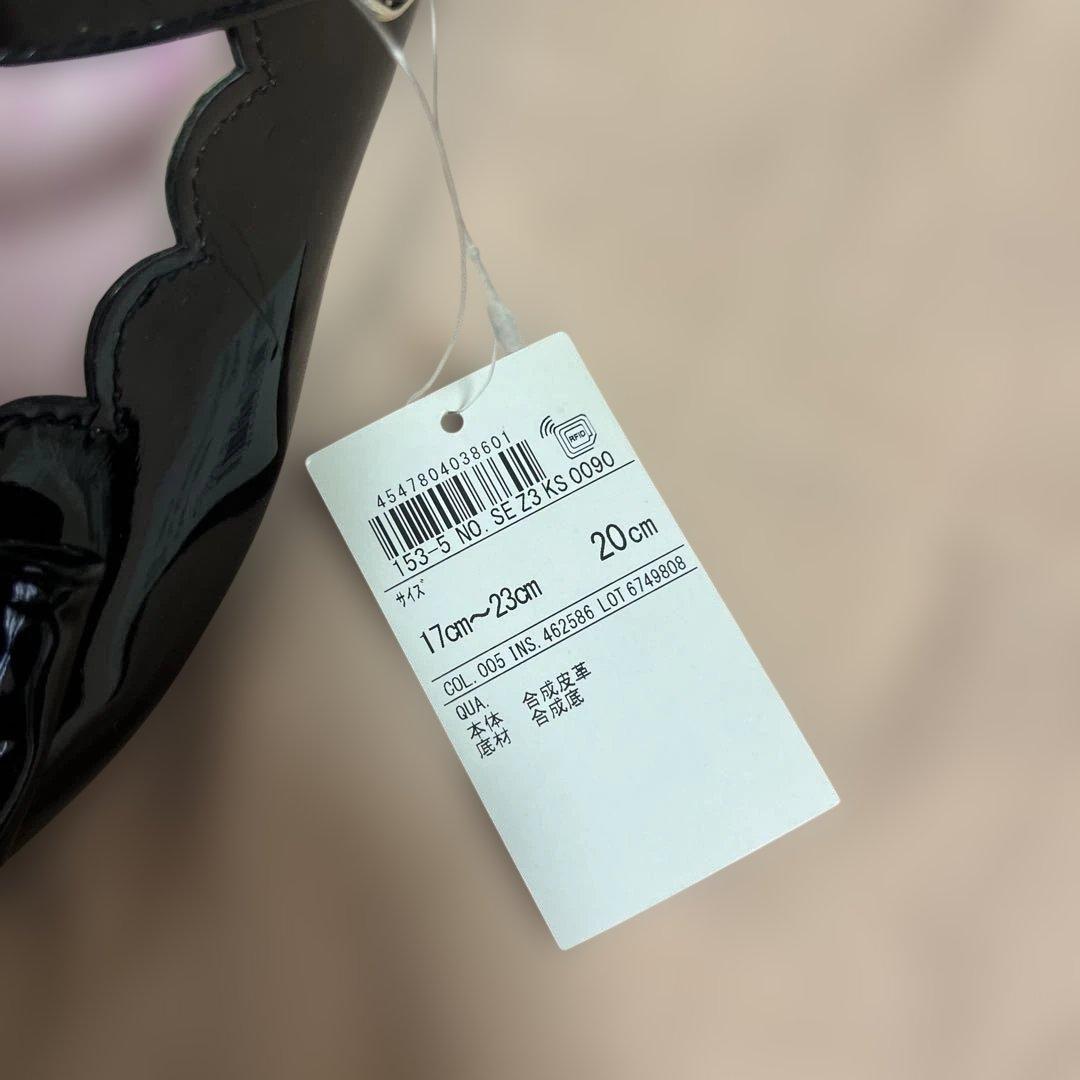 4547804038601
RFID
153-5 NO. SE Z3 KS 0090
サイズ
17cm〜23cm 20cm
COL. 005 INS. 462586 LOT 6749808
QUA.
本体 合成皮革
底材 合成底